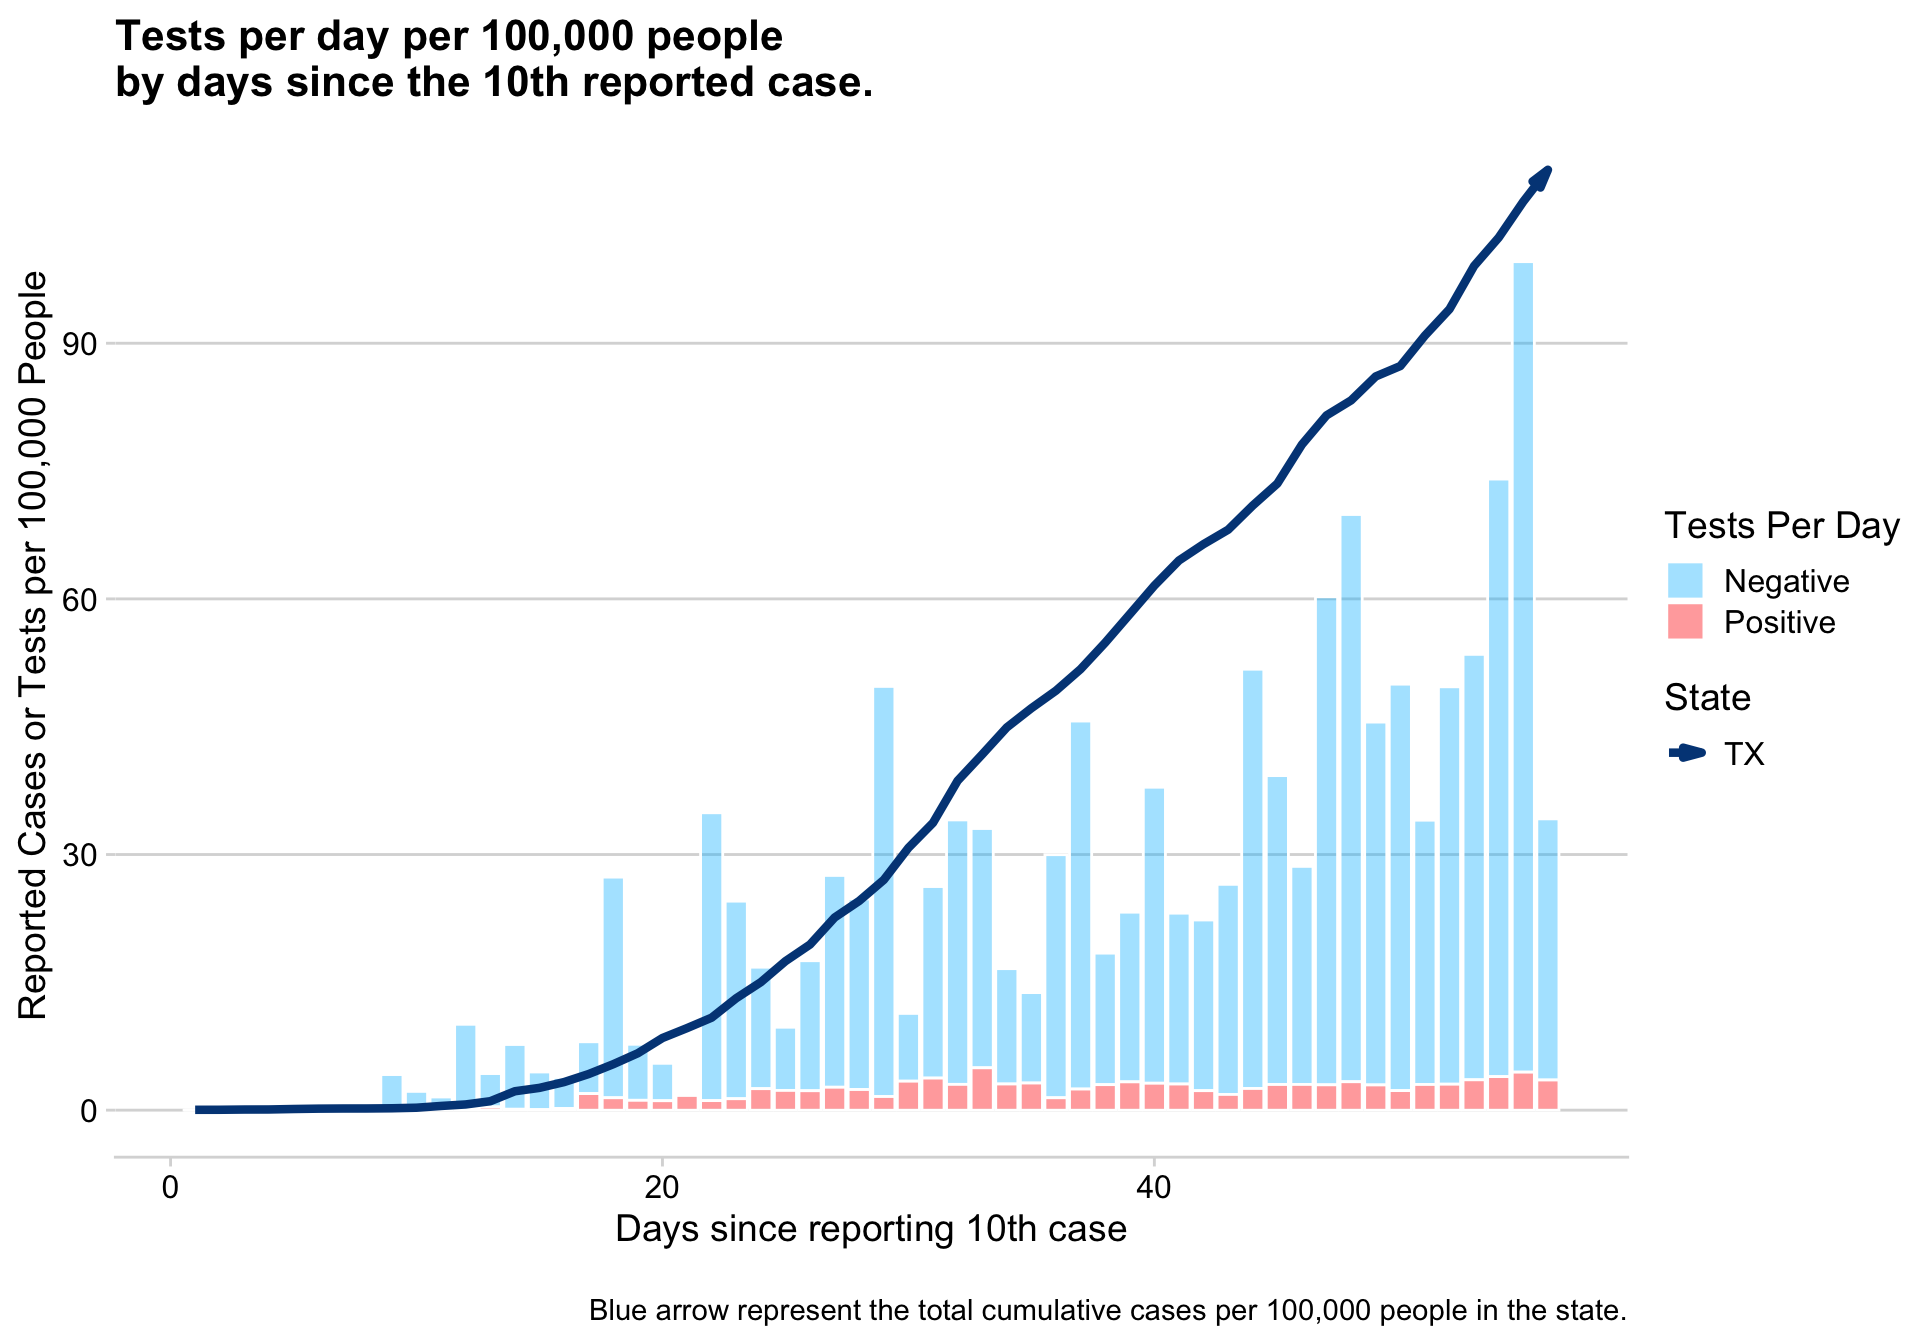 Tests per day per 100,000 people
by days since the 10th reported case.
Reported Cases or Tests per 100,000 People
90
60
30
0
0
20
40
Days since reporting 10th case
Tests Per Day
Negative
Positive
State
TX
Blue arrow represent the total cumulative cases per 100,000 people in the state.